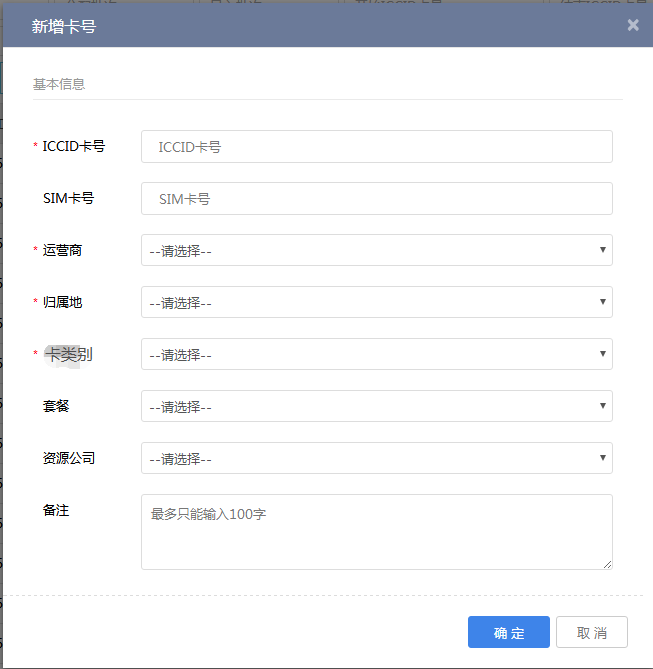 新增卡号 ×
基本信息
* ICCID卡号 ICCID卡号
SIM卡号 SIM卡号
* 运营商 --请选择--
* 归属地 --请选择--
* 卡类别 --请选择--
套餐 --请选择--
资源公司 --请选择--
备注 最多只能输入100字
确 定 取 消